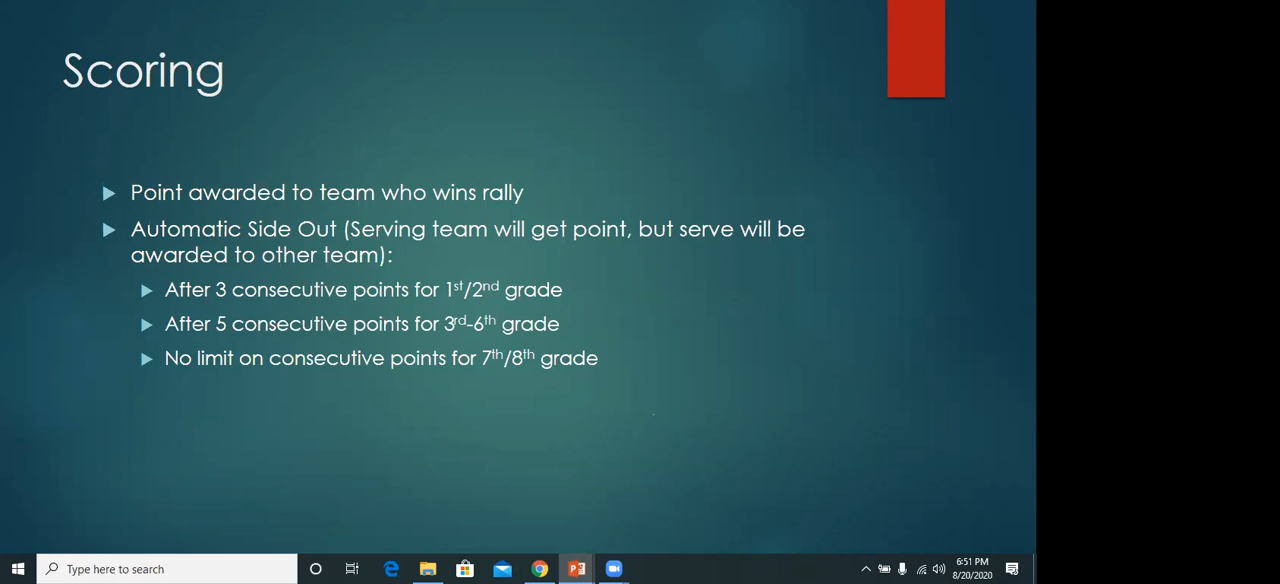 Scoring
Point awarded to team who wins rally
Automatic Side Out (Serving team will get point, but serve will be
awarded to other team):
After 3 consecutive points for 1st/2nd grade
After 5 consecutive points for 3rd-6th grade
No limit on consecutive points for 7th/8th grade
Type here to search
6:51 PM
8/20/2020